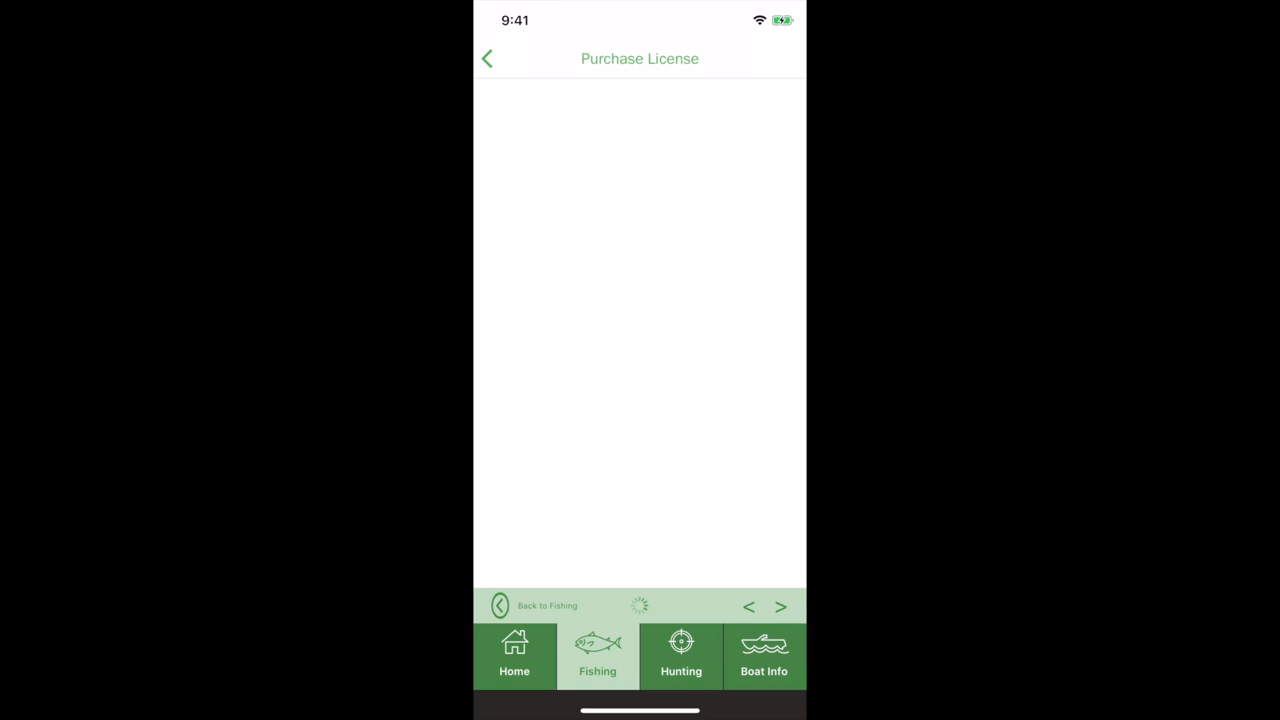 9:41
Purchase License
Back to Fishing
< >
Home
Fishing
Hunting
Boat Info